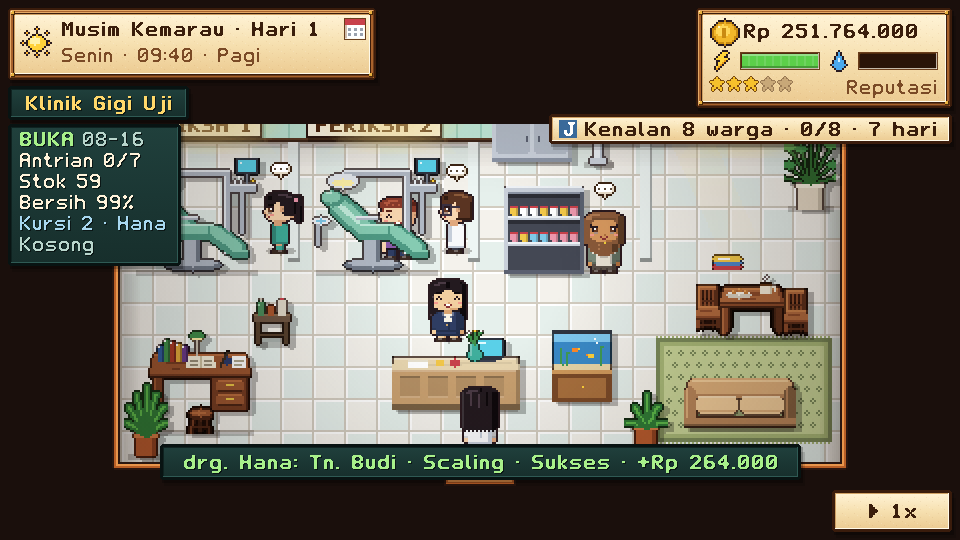 Musim Kemarau · Hari 1
Senin · 09:40 · Pagi
Rp 251.764.000
Reputasi
Klinik Gigi Uji
J Kenalan 8 warga · 0/8 · 7 hari
PERIKSA 2
BUKA 08-16
Antrian 0/7
Stok 59
Bersih 99%
Kursi 2 · Hana
Kosong
drg. Hana: Tn. Budi · Scaling · Sukses · +Rp 264.000
1x